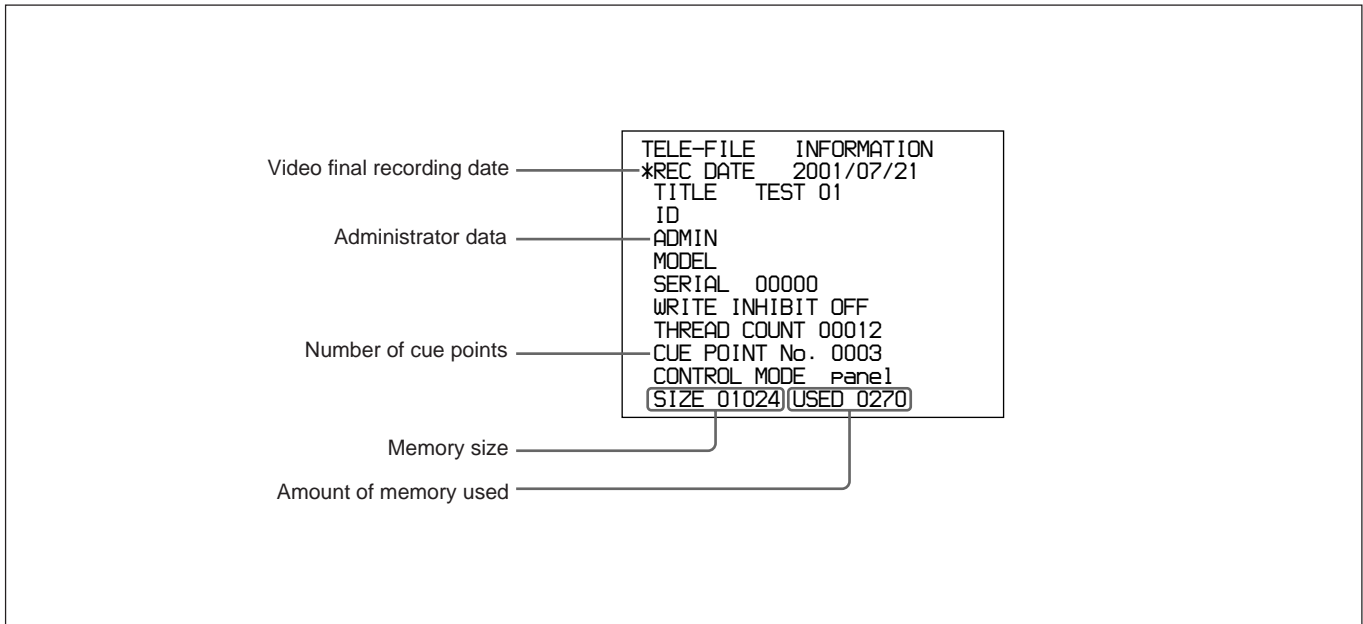 TELE-FILE INFORMATION
Video final recording date
*REC DATE 2001/07/21
TITLE TEST 01
ID
Administrator data
ADMIN
MODEL
SERIAL 00000
WRITE INHIBIT OFF
THREAD COUNT 00012
Number of cue points
CUE POINT No. 0003
CONTROL MODE panel
SIZE 01024 USED 0270
Memory size
Amount of memory used